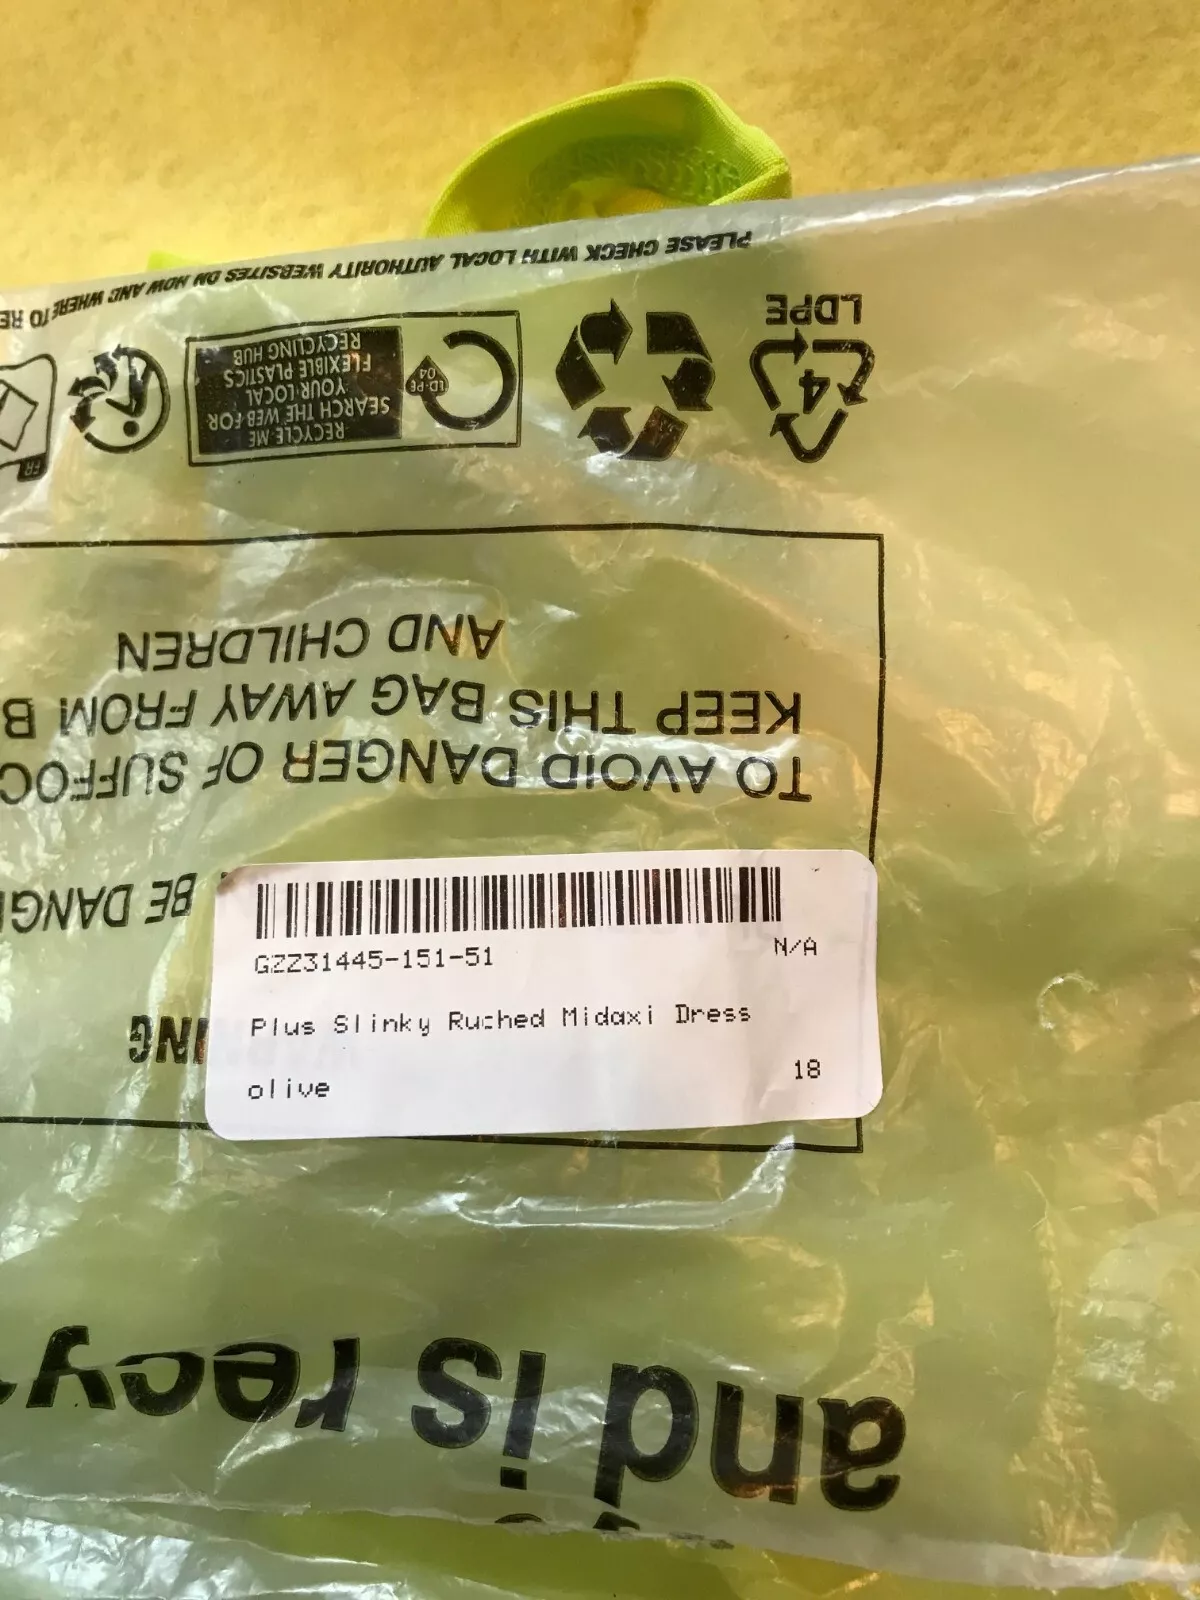 PLEASE CHECK WITH LOCAL AUTHORITY WEBSITES ON HOW AND WHERE TO RE
LDPE
4
LD-PE
04
RECYCLE ME
SEARCH THE WEB FOR
YOUR LOCAL
FLEXIBLE PLASTICS
RECYCLING HUB
FR
GZZ31445-151-51
N/A
Plus Slinky Ruched Midaxi Dress
olive
18
NING
BE DANG
TO AVOID DANGER OF SUFFOC
KEEP THIS BAG AWAY FROM B
AND CHILDREN
and is recy